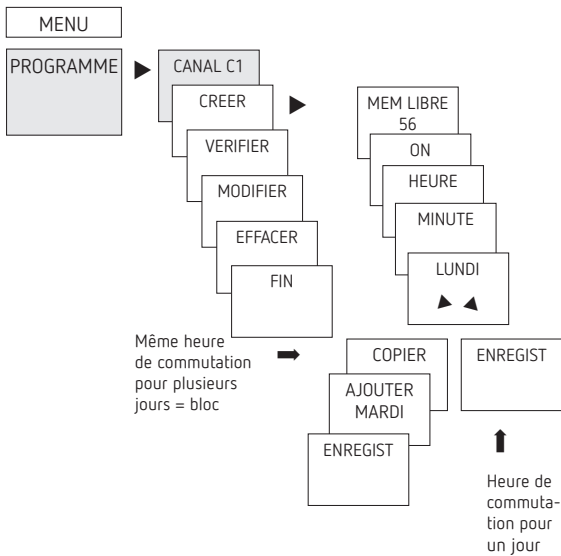 MENU
PROGRAMME
CANAL C1
CREER
VERIFIER
MODIFIER
EFFACER
FIN
MEM LIBRE
56
ON
HEURE
MINUTE
LUNDI
Même heure
de commutation
pour plusieurs
jours = bloc
COPIER
AJOUTER
MARDI
ENREGIST
ENREGIST
Heure de
commuta-
tion pour
un jour